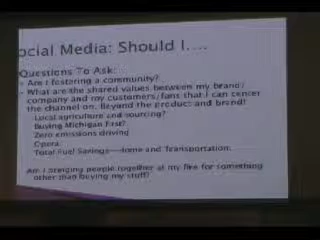 ocial Media: Should I....
Questions To Ask:
Am I fostering a community?
What are the shared values between my brand/
company and my customers/fans that I can center
the channel on. Beyond the product and brand!
Local agriculture and sourcing?
Buying Michigan First?
Zero emissions driving
Opera
Total Fuel Savings—Home and Transportation.
Am I bringing people together at my fire for something
other than buying my stuff?